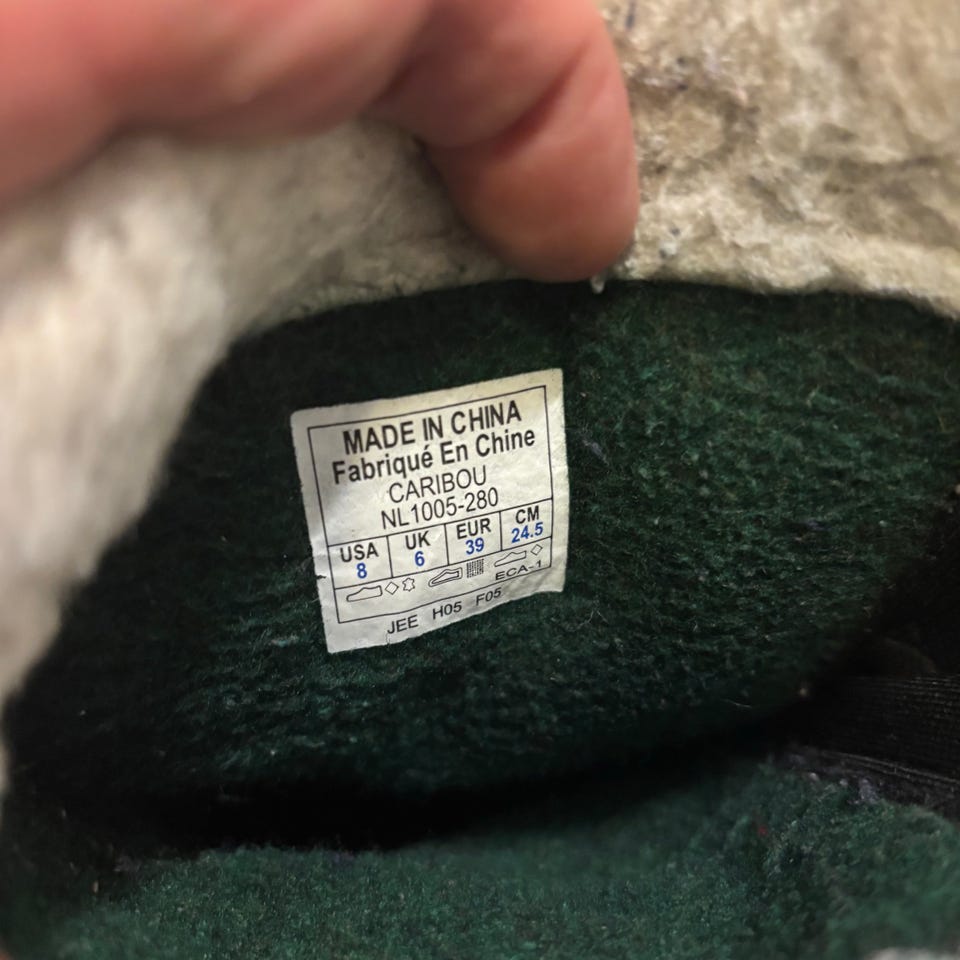 MADE IN CHINA
Fabriqué En Chine
CARIBOU
NL1005-280
USA UK EUR CM
8 6 39 24.5
ECA-1
JEE H05 F05